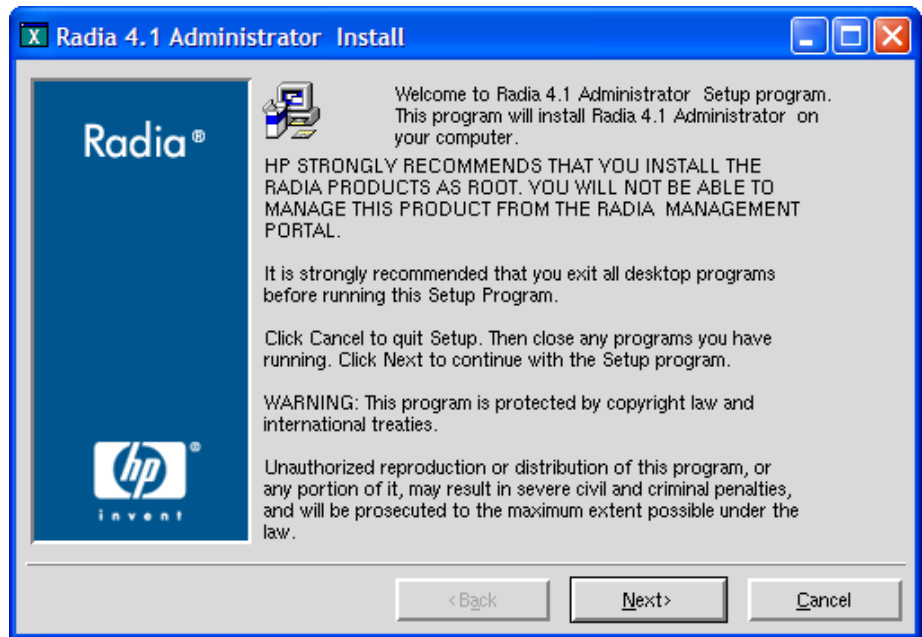 Radia 4.1 Administrator Install
Radia®
Welcome to Radia 4.1 Administrator Setup program.
This program will install Radia 4.1 Administrator on
your computer.
HP STRONGLY RECOMMENDS THAT YOU INSTALL THE
RADIA PRODUCTS AS ROOT. YOU WILL NOT BE ABLE TO
MANAGE THIS PRODUCT FROM THE RADIA MANAGEMENT
PORTAL.
It is strongly recommended that you exit all desktop programs
before running this Setup Program.
Click Cancel to quit Setup. Then close any programs you have
running. Click Next to continue with the Setup program.
WARNING: This program is protected by copyright law and
international treaties.
Unauthorized reproduction or distribution of this program, or
any portion of it, may result in severe civil and criminal penalties,
and will be prosecuted to the maximum extent possible under the
law.
hp®
invent
<Back
Next>
Cancel